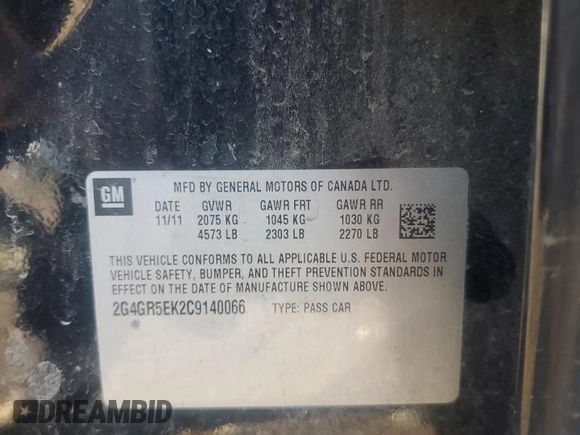 GM
MFD BY GENERAL MOTORS OF CANADA LTD.
DATE GVWR GAWR FRT GAWR RR
11/11 2075 KG 1045 KG 1030 KG
4573 LB 2303 LB 2270 LB
THIS VEHICLE CONFORMS TO ALL APPLICABLE U.S. FEDERAL MOTOR
VEHICLE SAFETY, BUMPER, AND THEFT PREVENTION STANDARDS IN
EFFECT ON THE DATE OF MANUFACTURE SHOWN ABOVE.
2G4GR5EK2C9140066 TYPE: PASS CAR
DREAMBID